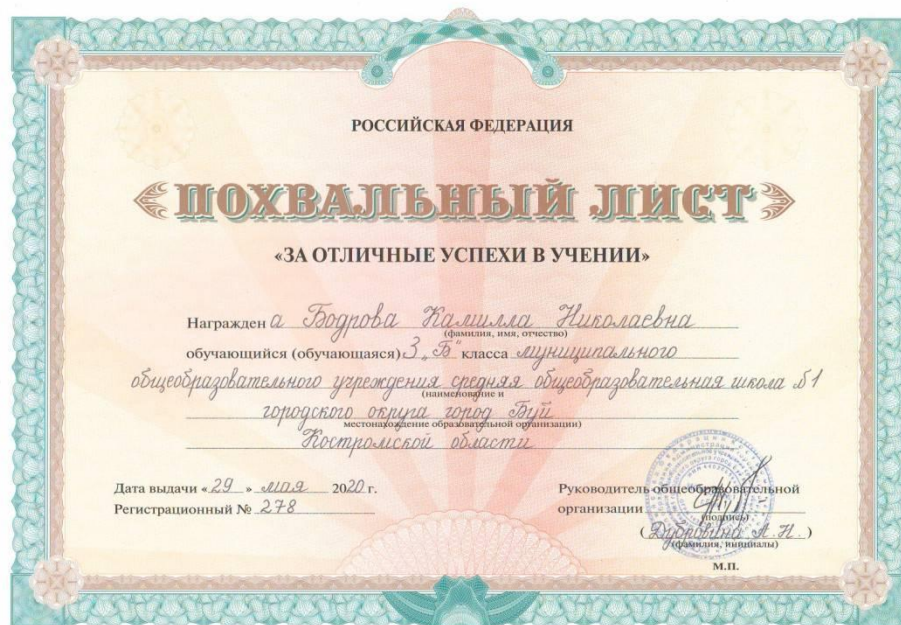 РОССИЙСКАЯ ФЕДЕРАЦИЯ
ПОХВАЛЬНЫЙ ЛИСТ
«ЗА ОТЛИЧНЫЕ УСПЕХИ В УЧЕНИИ»
Награжден а Бодрова Камилла Николаевна
(фамилия, имя, отчество)
обучающийся (обучающаяся) 3 „Б" класса муниципального
общеобразовательного учреждения средняя общеобразовательная школа №1
(наименование и
городского округа город Буй
местонахождение образовательной организации)
Костромской области
Дата выдачи « 29 » мая 2020 г.
Регистрационный № 278
Руководитель общеобразовательной
организации
(подпись)
( Дубровина А. Н. )
(фамилия, инициалы)
М.П.